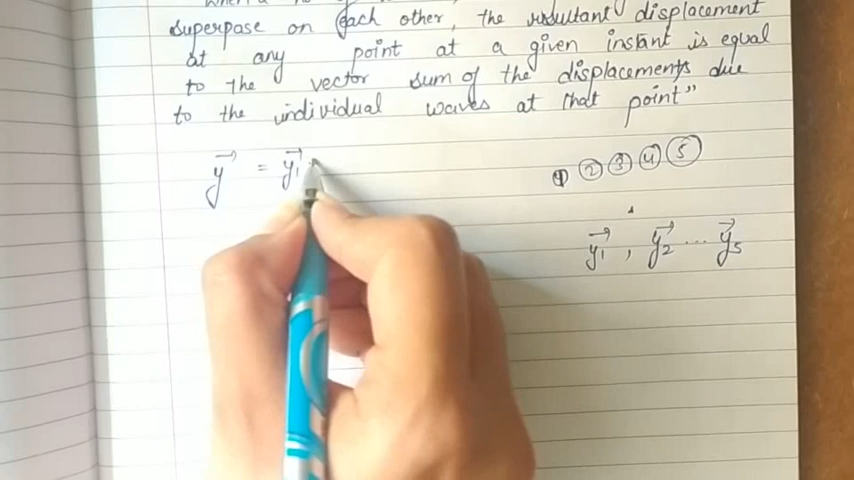 superpase on each other, the resultant displacement
at any point at a given instant is equal
to the vector sum of the displacements due
to the individual waves at that point"
y⃗ = y⃗₁
① ② ③ ④ ⑤
y⃗₁, y⃗₂ ... y⃗₅